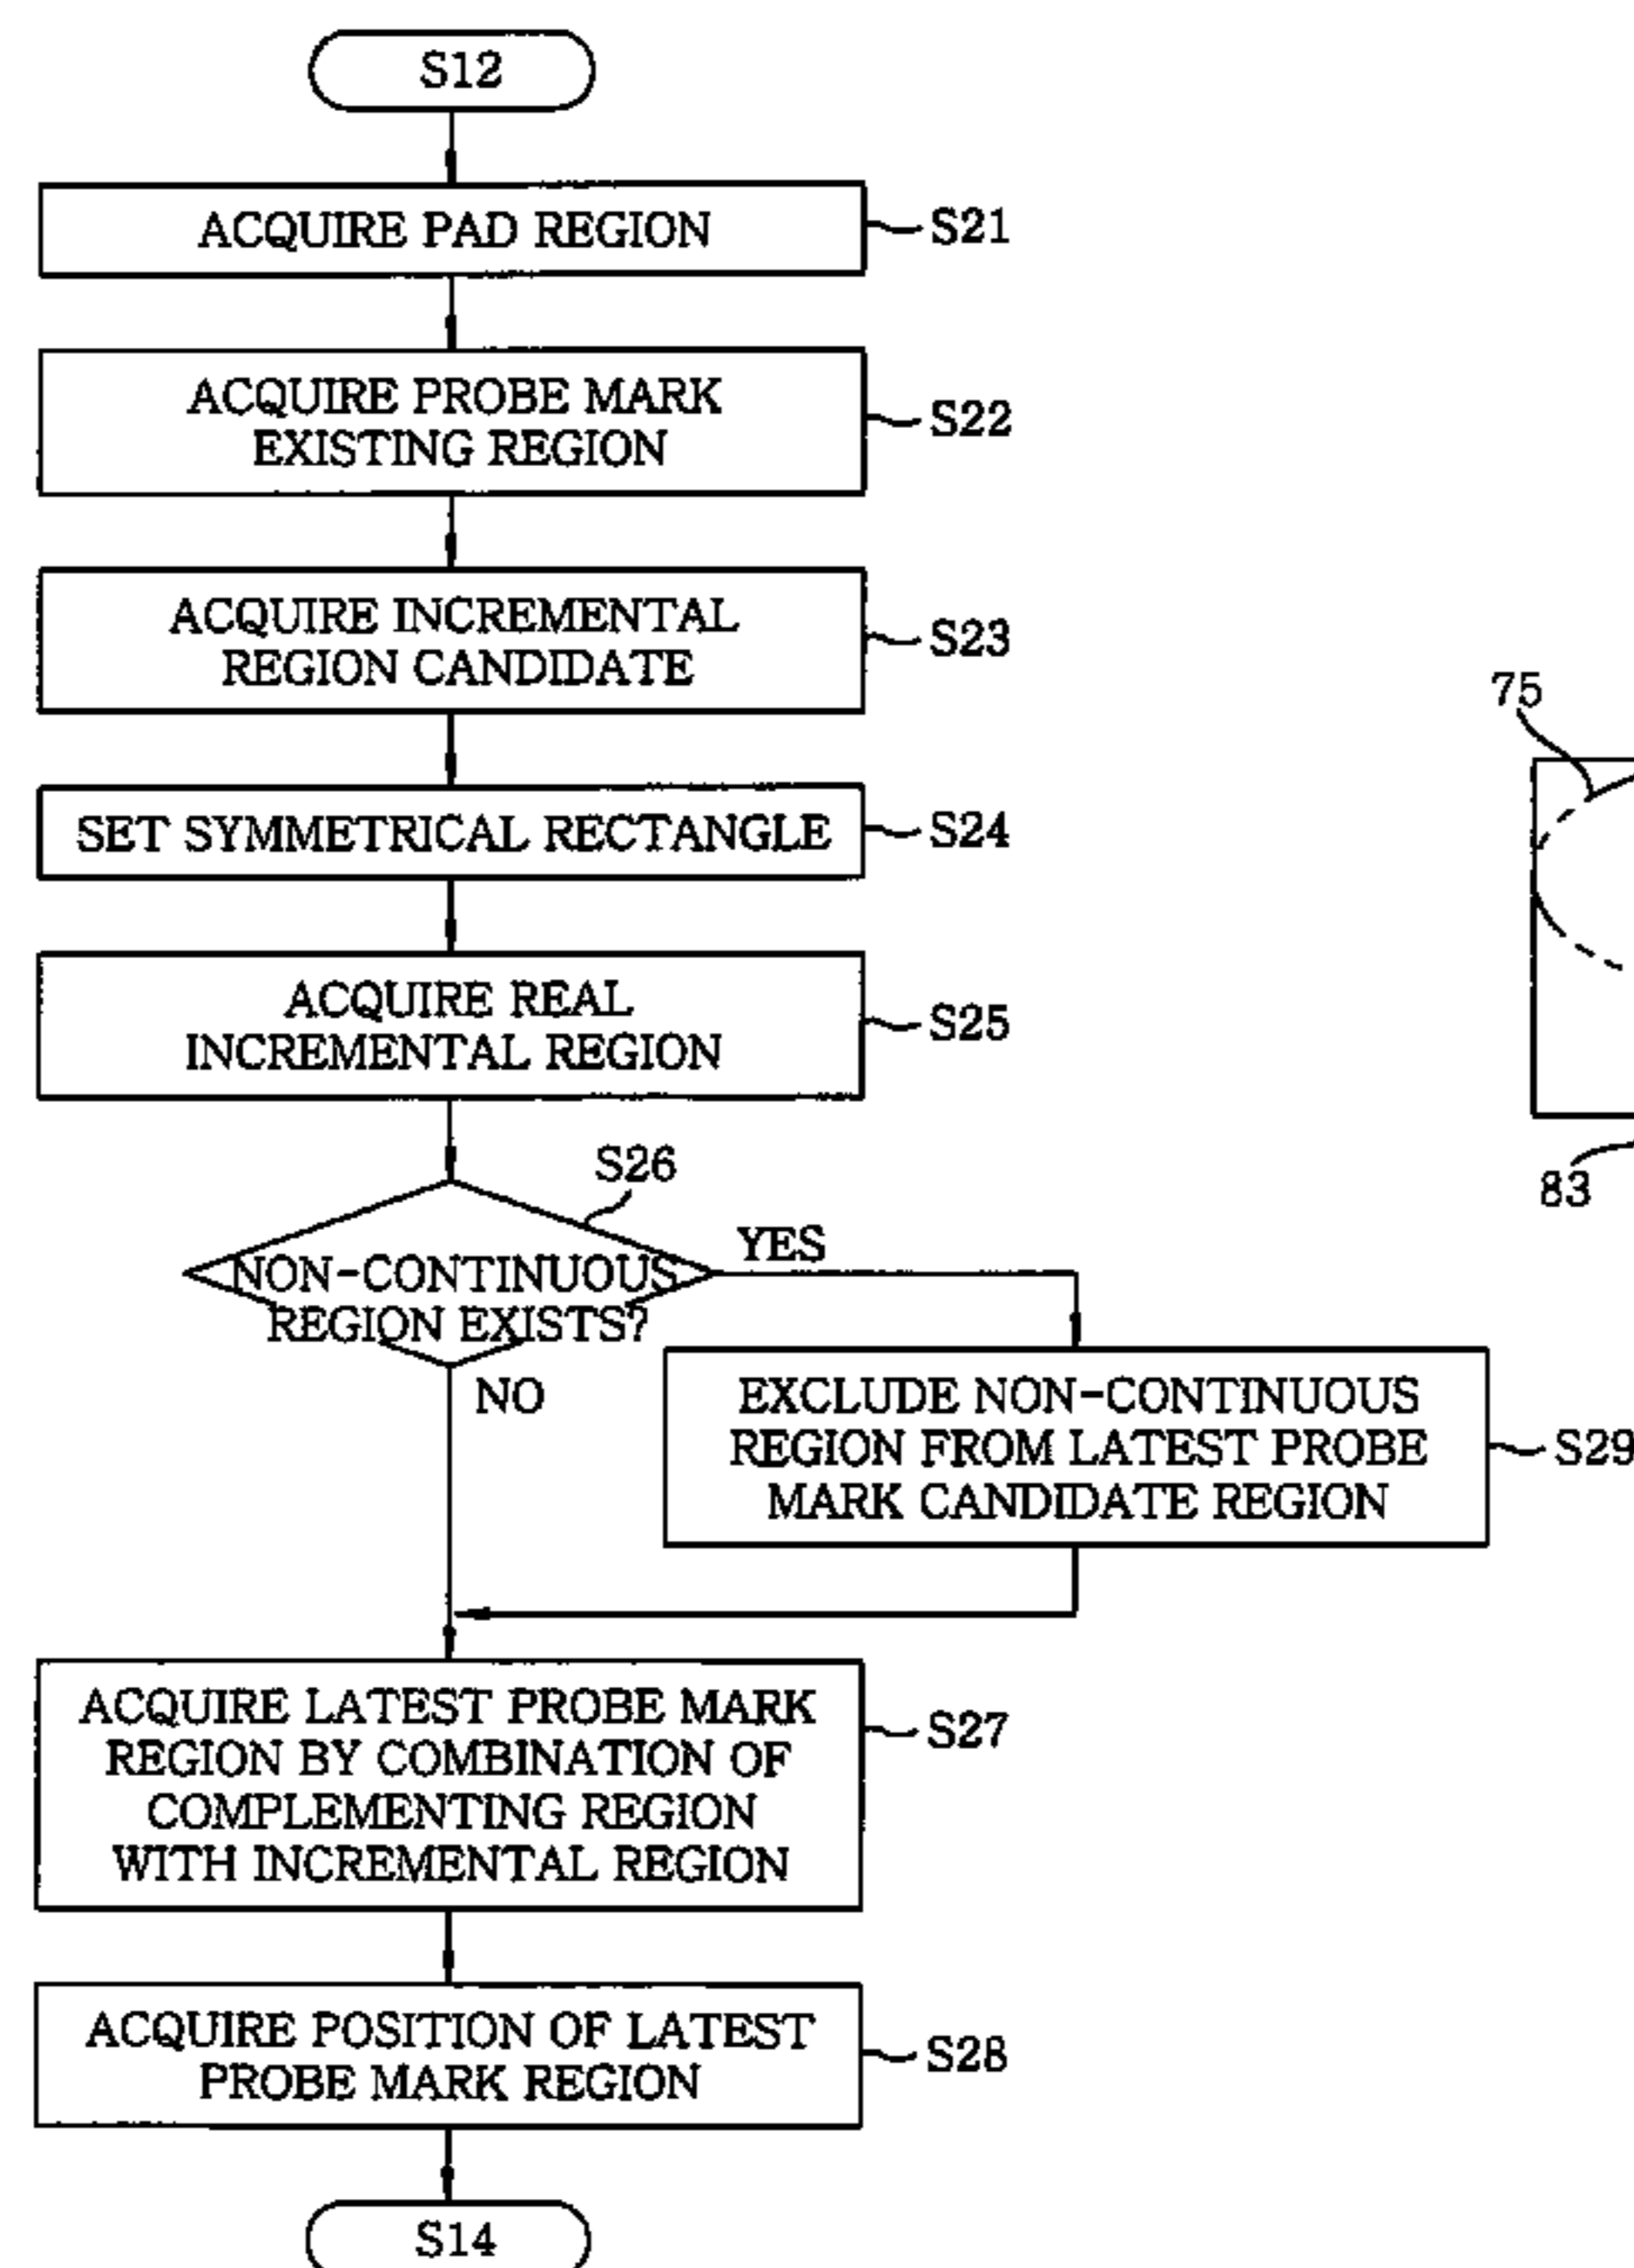 S12
ACQUIRE PAD REGION
S21
ACQUIRE PROBE MARK
EXISTING REGION
S22
ACQUIRE INCREMENTAL
REGION CANDIDATE
S23
SET SYMMETRICAL RECTANGLE
S24
ACQUIRE REAL
INCREMENTAL REGION
S25
S26
NON-CONTINUOUS
REGION EXISTS?
YES
NO
EXCLUDE NON-CONTINUOUS
REGION FROM LATEST PROBE
MARK CANDIDATE REGION
S29
ACQUIRE LATEST PROBE MARK
REGION BY COMBINATION OF
COMPLEMENTING REGION
WITH INCREMENTAL REGION
S27
ACQUIRE POSITION OF LATEST
PROBE MARK REGION
S28
S14
75
83